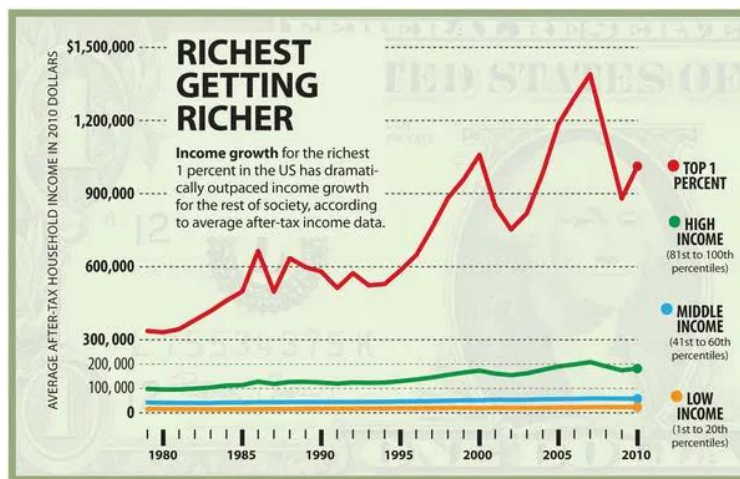 RICHEST
GETTING
RICHER
Income growth for the richest
1 percent in the US has dramati-
cally outpaced income growth
for the rest of society, according
to average after-tax income data.
AVERAGE AFTER-TAX HOUSEHOLD INCOME IN 2010 DOLLARS
$1,500,000
1,200,000
900,000
600,000
300,000
200,000
100,000
0
1980 1985 1990 1995 2000 2005 2010
TOP 1
PERCENT
HIGH
INCOME
(81st to 100th
percentiles)
MIDDLE
INCOME
(41st to 60th
percentiles)
LOW
INCOME
(1st to 20th
percentiles)